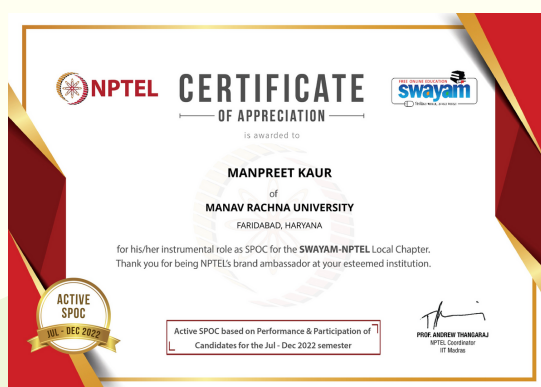 NPTEL
CERTIFICATE
OF APPRECIATION
FREE ONLINE EDUCATION
swayam
is awarded to
MANPREET KAUR
of
MANAV RACHNA UNIVERSITY
FARIDABAD, HARYANA
for his/her instrumental role as SPOC for the SWAYAM-NPTEL Local Chapter.
Thank you for being NPTEL's brand ambassador at your esteemed institution.
ACTIVE
SPOC
JUL - DEC 2022
Active SPOC based on Performance & Participation of
Candidates for the Jul - Dec 2022 semester
PROF. ANDREW THANGARAJ
NPTEL Coordinator
IIT Madras